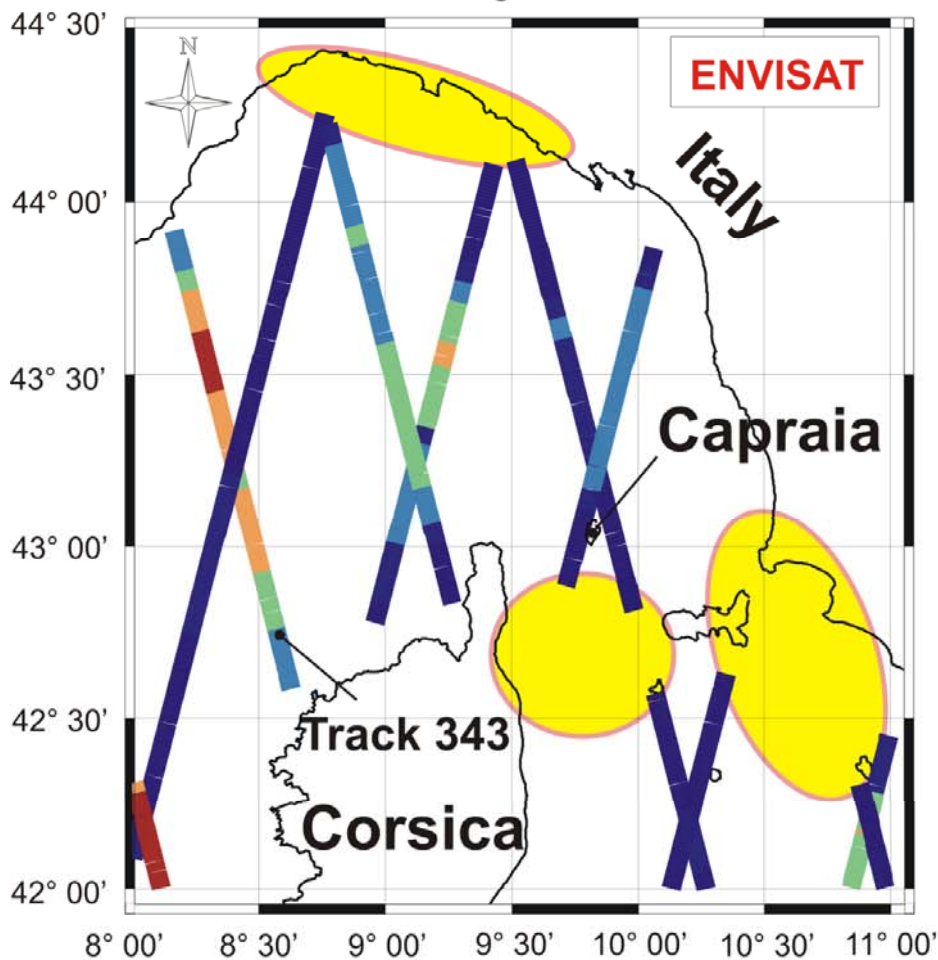 44° 30’
N
ENVISAT
Italy
44° 00’
43° 30’
Capraia
43° 00’
42° 30’
Track 343
Corsica
42° 00’
8° 00’ 8° 30’ 9° 00’ 9° 30’ 10° 00’ 10° 30’ 11° 00’